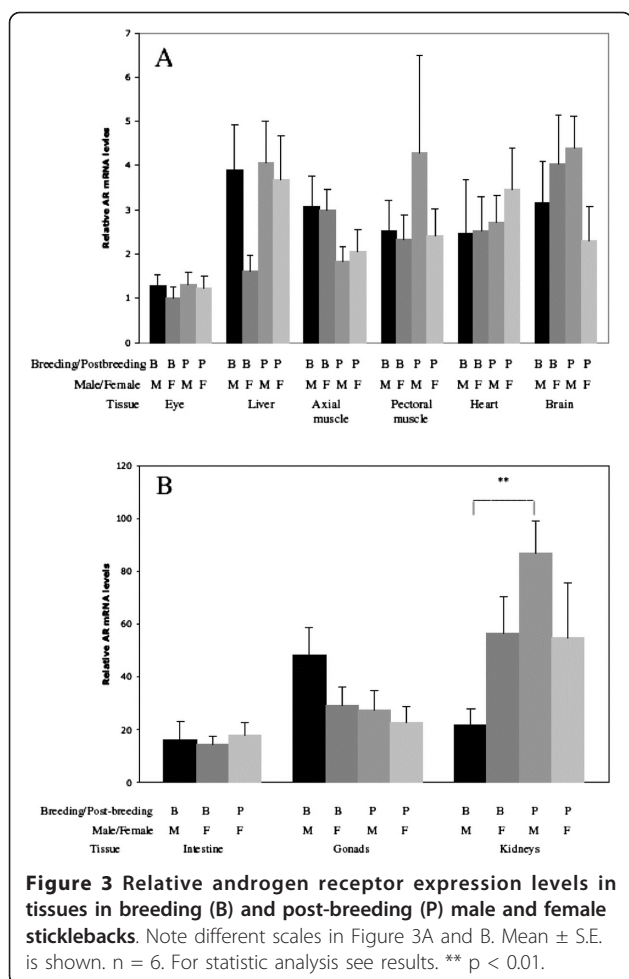 A
7
6
5
4
3
2
1
0
Relative AR mRNA levles
Breeding/Postbreeding B B P P B B P P B B P P B B P P B B P P B B P P
Male/Female M F M F M F M F M F M F M F M F M F M F M F M F
Tissue Eye Liver Axial Pectoral Heart Brain
muscle muscle
B
120
100
80
60
40
20
0
Relative AR mRNA levels
**
Breeding/Post-breeding B B P B B P P B B P P
Male/Female M F F M F M F M F M F
Tissue Intestine Gonads Kidneys
Figure 3 Relative androgen receptor expression levels in
tissues in breeding (B) and post-breeding (P) male and female
sticklebacks. Note different scales in Figure 3A and B. Mean ± S.E.
is shown. n = 6. For statistic analysis see results. ** p < 0.01.